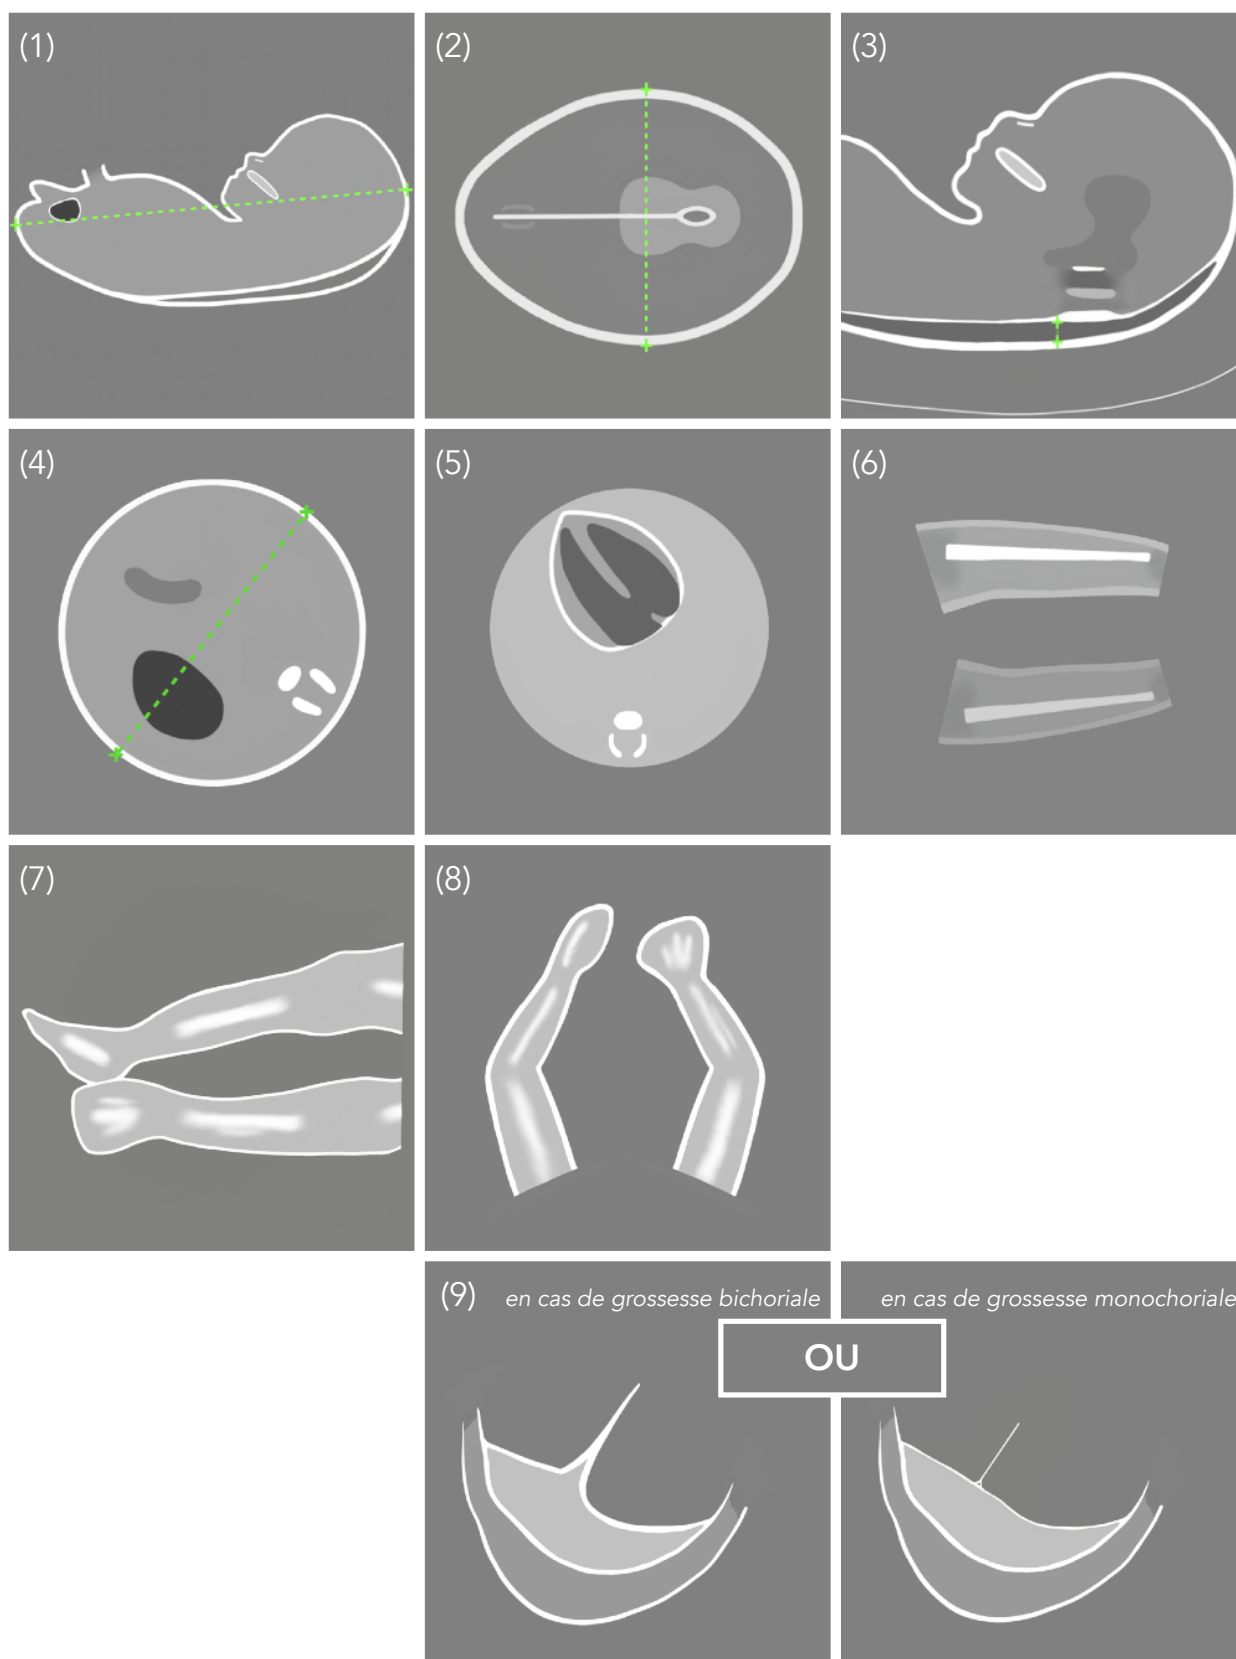 (1)
(2)
(3)
(4)
(5)
(6)
(7)
(8)
(9) en cas de grossesse bichoriale
en cas de grossesse monochoriale
OU